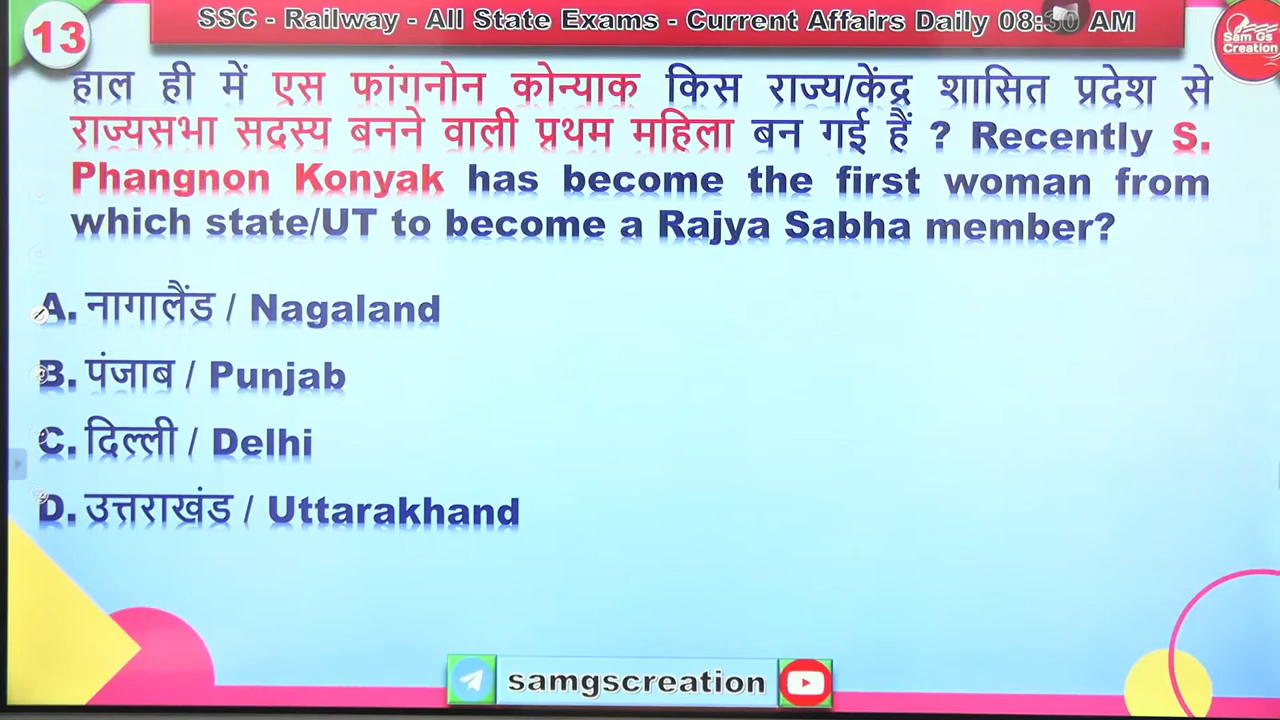 13
SSC - Railway - All State Exams - Current Affairs Daily 08:30 AM
Sam Gs
Creation
हाल ही में एस फांगनोन कोन्याक किस राज्य/केंद्र शासित प्रदेश से
राज्यसभा सदस्य बनने वाली प्रथम महिला बन गई हैं ? Recently S.
Phangnon Konyak has become the first woman from
which state/UT to become a Rajya Sabha member?
A. नागालैंड / Nagaland
B. पंजाब / Punjab
C. दिल्ली / Delhi
D. उत्तराखंड / Uttarakhand
samgscreation